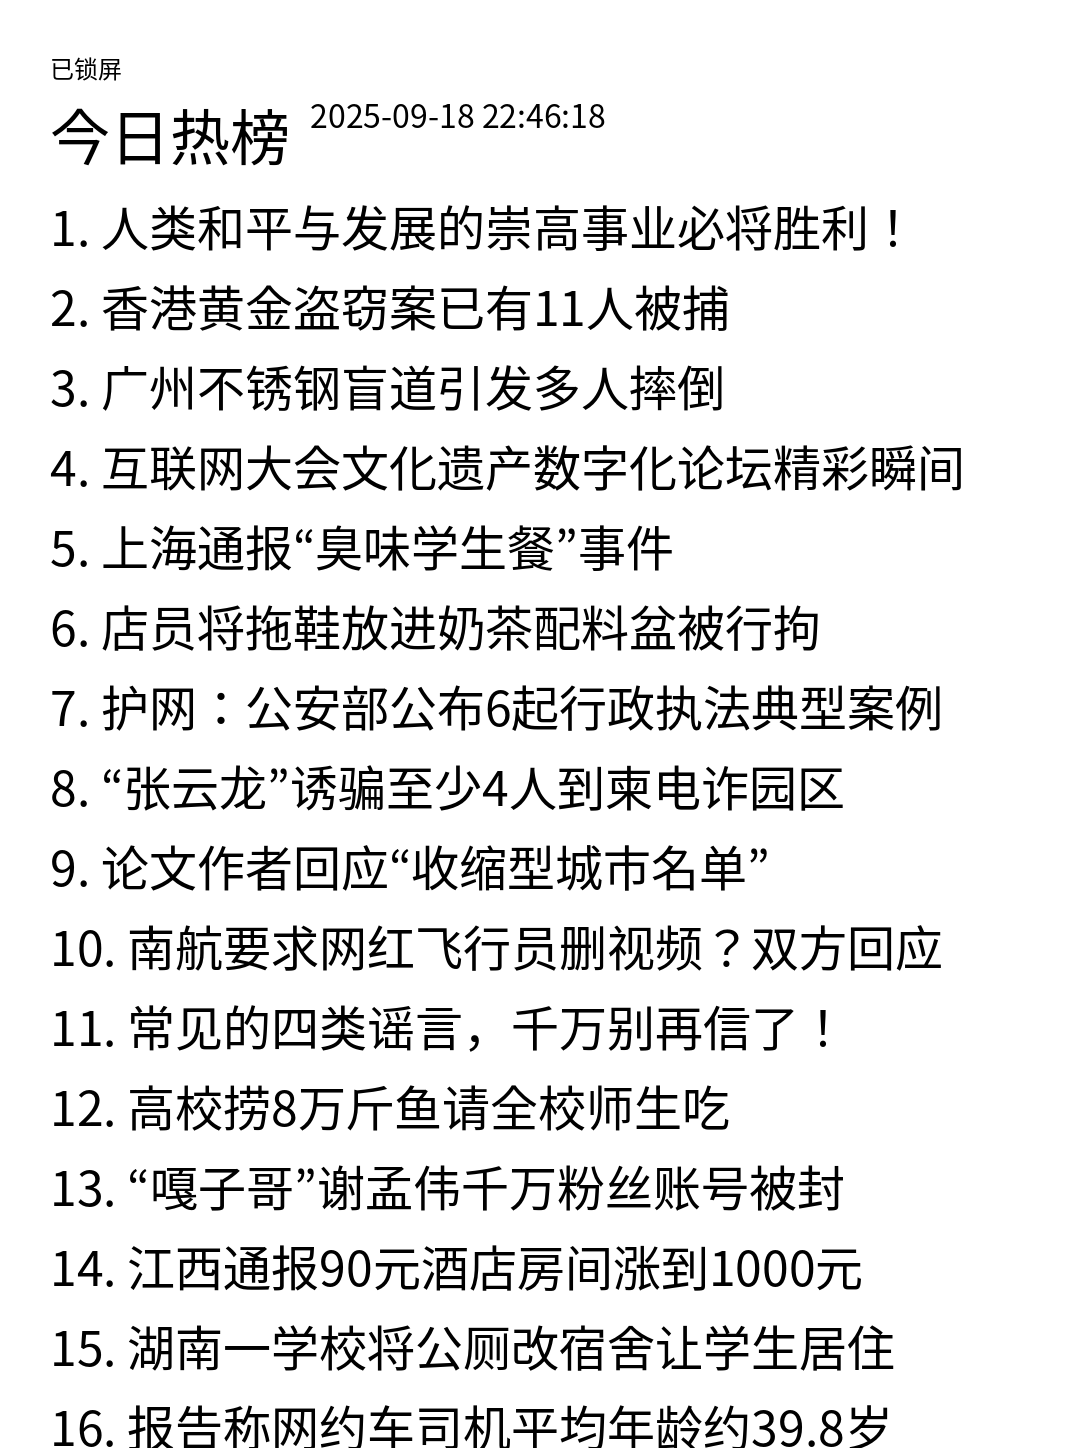 已锁屏
今日热榜 2025-09-18 22:46:18
1. 人类和平与发展的崇高事业必将胜利！
2. 香港黄金盗窃案已有11人被捕
3. 广州不锈钢盲道引发多人摔倒
4. 互联网大会文化遗产数字化论坛精彩瞬间
5. 上海通报“臭味学生餐”事件
6. 店员将拖鞋放进奶茶配料盆被行拘
7. 护网：公安部公布6起行政执法典型案例
8. “张云龙”诱骗至少4人到柬电诈园区
9. 论文作者回应“收缩型城市名单”
10. 南航要求网红飞行员删视频？双方回应
11. 常见的四类谣言，千万别再信了！
12. 高校捞8万斤鱼请全校师生吃
13. “嘎子哥”谢孟伟千万粉丝账号被封
14. 江西通报90元酒店房间涨到1000元
15. 湖南一学校将公厕改宿舍让学生居住
16. 报告称网约车司机平均年龄约39.8岁